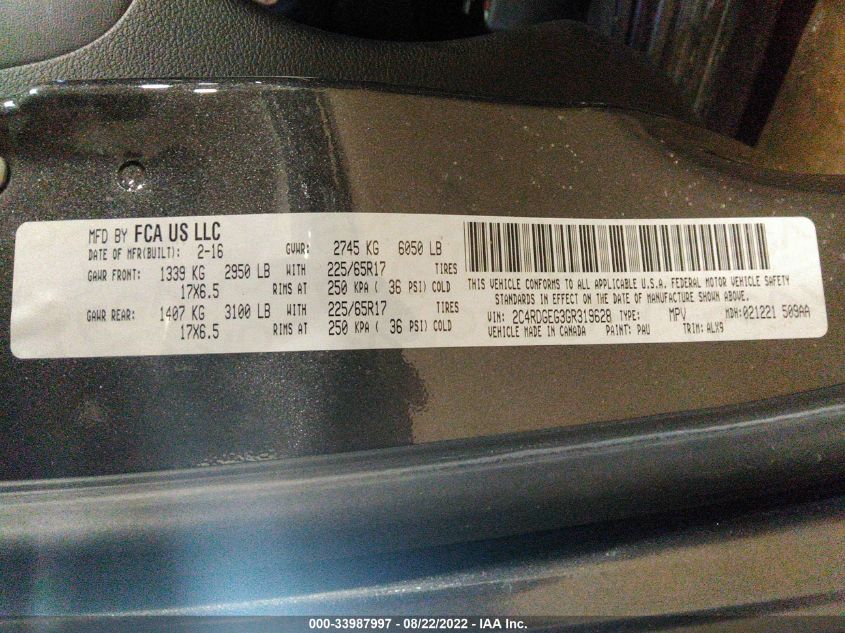 MFD BY FCA US LLC
DATE OF MFR(BUILT): 2-16 GVWR: 2745 KG 6050 LB
GAWR FRONT: 1339 KG 2950 LB WITH 225/65R17 TIRES
17X6.5 RIMS AT 250 KPA ( 36 PSI) COLD
GAWR REAR: 1407 KG 3100 LB WITH 225/65R17 TIRES
17X6.5 RIMS AT 250 KPA ( 36 PSI) COLD
THIS VEHICLE CONFORMS TO ALL APPLICABLE U.S.A. FEDERAL MOTOR VEHICLE SAFETY
STANDARDS IN EFFECT ON THE DATE OF MANUFACTURE SHOWN ABOVE.
VIN: 2C4RDGEG3GR319628 TYPE: MPV MDH: 021221 509AA
VEHICLE MADE IN CANADA PAINT: PAU TRIM: ALX9
000-33987997 - 08/22/2022 - IAA Inc.